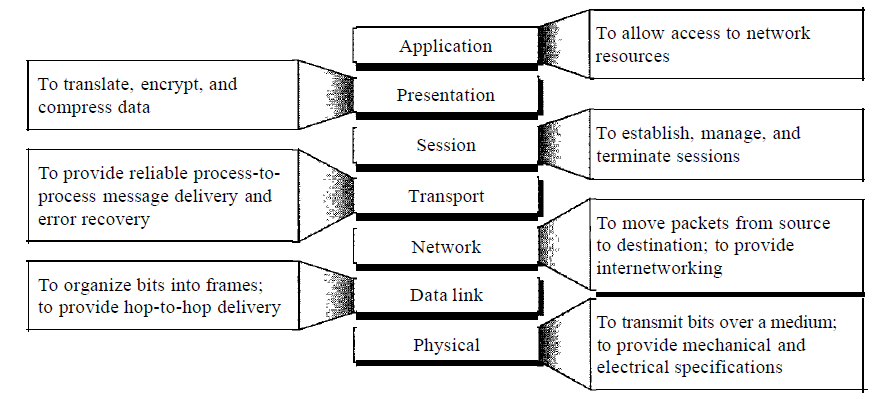 Application
To allow access to network
resources
To translate, encrypt, and
compress data
Presentation
Session
To establish, manage, and
terminate sessions
To provide reliable process-to-
process message delivery and
error recovery
Transport
Network
To move packets from source
to destination; to provide
internetworking
To organize bits into frames;
to provide hop-to-hop delivery
Data link
Physical
To transmit bits over a medium;
to provide mechanical and
electrical specifications